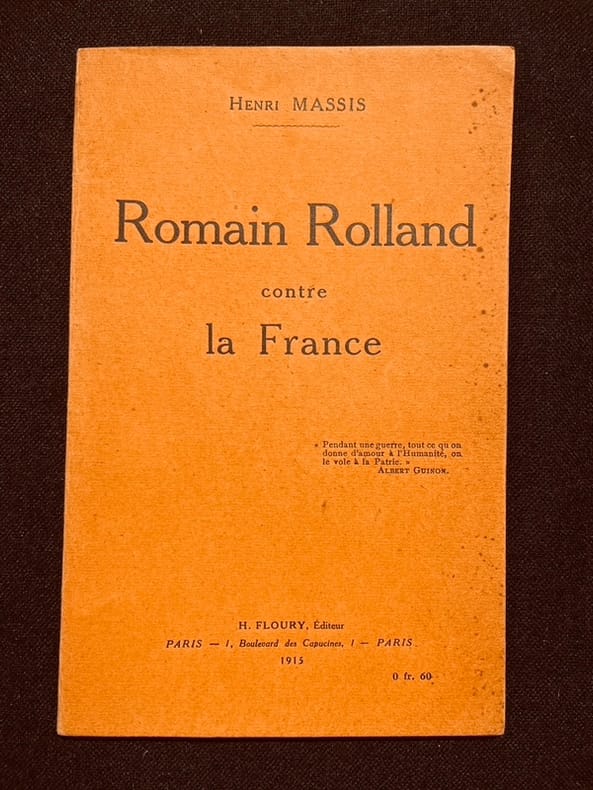 Henri MASSIS
Romain Rolland
contre
la France
« Pendant une guerre, tout ce qu'on
donne d'amour à l'Humanité, on
le vole à la Patrie. »
Albert Guinon.
H. FLOURY, Éditeur
PARIS — 1, Boulevard des Capucines, 1 — PARIS
1915
0 fr. 60